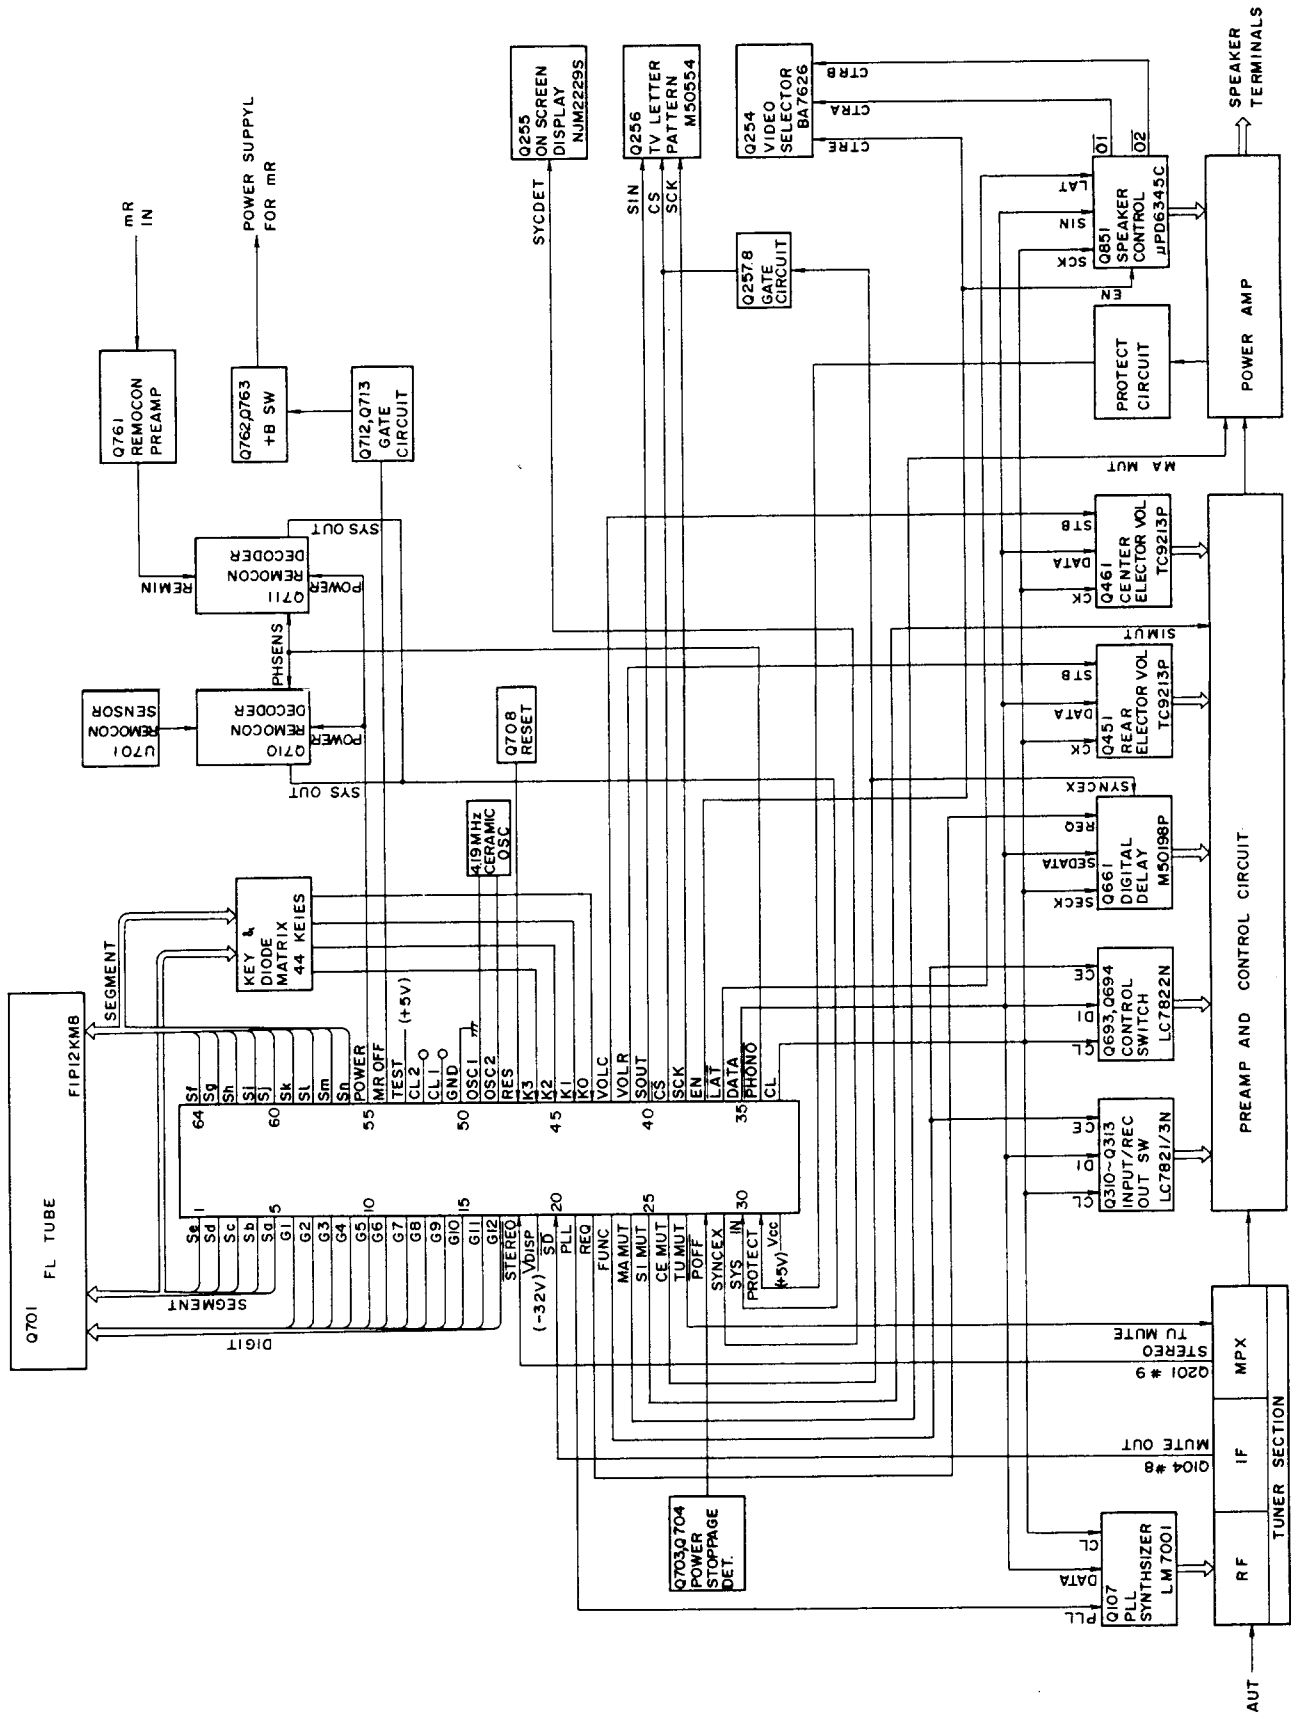 Q701
FL TUBE
FIP12KM8
SEGMENT
SEGMENT
DIGIT
KEY &
DIODE
MATRIX
44 KEIES
U701
REMOCON
SENSOR
Q710
REMOCON
DECODER
POWER
SYS OUT
PHSENS
Q711
REMOCON
DECODER
POWER
REMIN
SYS OUT
Q761
REMOCON
PREAMP
mR
IN
Q762,Q763
+B SW
POWER SUPPYL
FOR mR
Q712,Q713
GATE
CIRCUIT
Q708
RESET
4.19MHz
CERAMIC
OSC
Q255
ON SCREEN
DISPLAY
NJM2229S
SYCDET
Q256
TV LETTER
PATTERN
M50554
SIN
CS
SCK
Q254
VIDEO
SELECTOR
BA7626
CTRE
CTRA
CTRB
Q257.8
GATE
CIRCUIT
64
60
55
50
45
40
35
Sf
Sg
Sh
Si
Sj
Sk
Sl
Sm
Sn
POWER
MR OFF
TEST
(+5V)
CL2
CL1
GND
OSC1
OSC2
RES
K3
K2
K1
K0
VOLC
VOLR
SOUT
CS
SCK
EN
LAT
DATA
PHONO
CL
1
5
10
15
20
25
30
Se
Sd
Sc
Sb
Sa
G1
G2
G3
G4
G5
G6
G7
G8
G9
G10
G11
G12
STEREO
VDISP
(-32V)
SD
PLL
REQ
FUNC
MA MUT
SI MUT
CE MUT
TU MUT
POFF
SYNCEX
SYS IN
PROTECT
Vcc
(+5V)
Q703,Q704
POWER
STOPPAGE
DET.
PLL
DATA
CL
Q107
PLL
SYNTHSIZER
LM7001
Q104 #8
MUTE OUT
Q201 #9
STEREO
TU MUTE
AUT
RF
IF
MPX
TUNER SECTION
CL
DI
CE
Q310~Q313
INPUT/REC
OUT SW
LC7821/3N
CL
DI
CE
Q693,Q694
CONTROL
SWITCH
LC7822N
SECK
SEDATA
REQ
SYNCEX
Q661
DIGITAL
DELAY
M50198P
CK
DATA
STB
Q451
REAR
ELECTOR VOL
TC9213P
SIMUT
CK
DATA
STB
Q461
CENTER
ELECTOR VOL
TC9213P
MA MUT
PREAMP AND CONTROL CIRCUIT
PROTECT
CIRCUIT
EN
SCK
SIN
LAT
Q851
SPEAKER
CONTROL
µPD6345C
O1
O2
POWER AMP
SPEAKER
TERMINALS